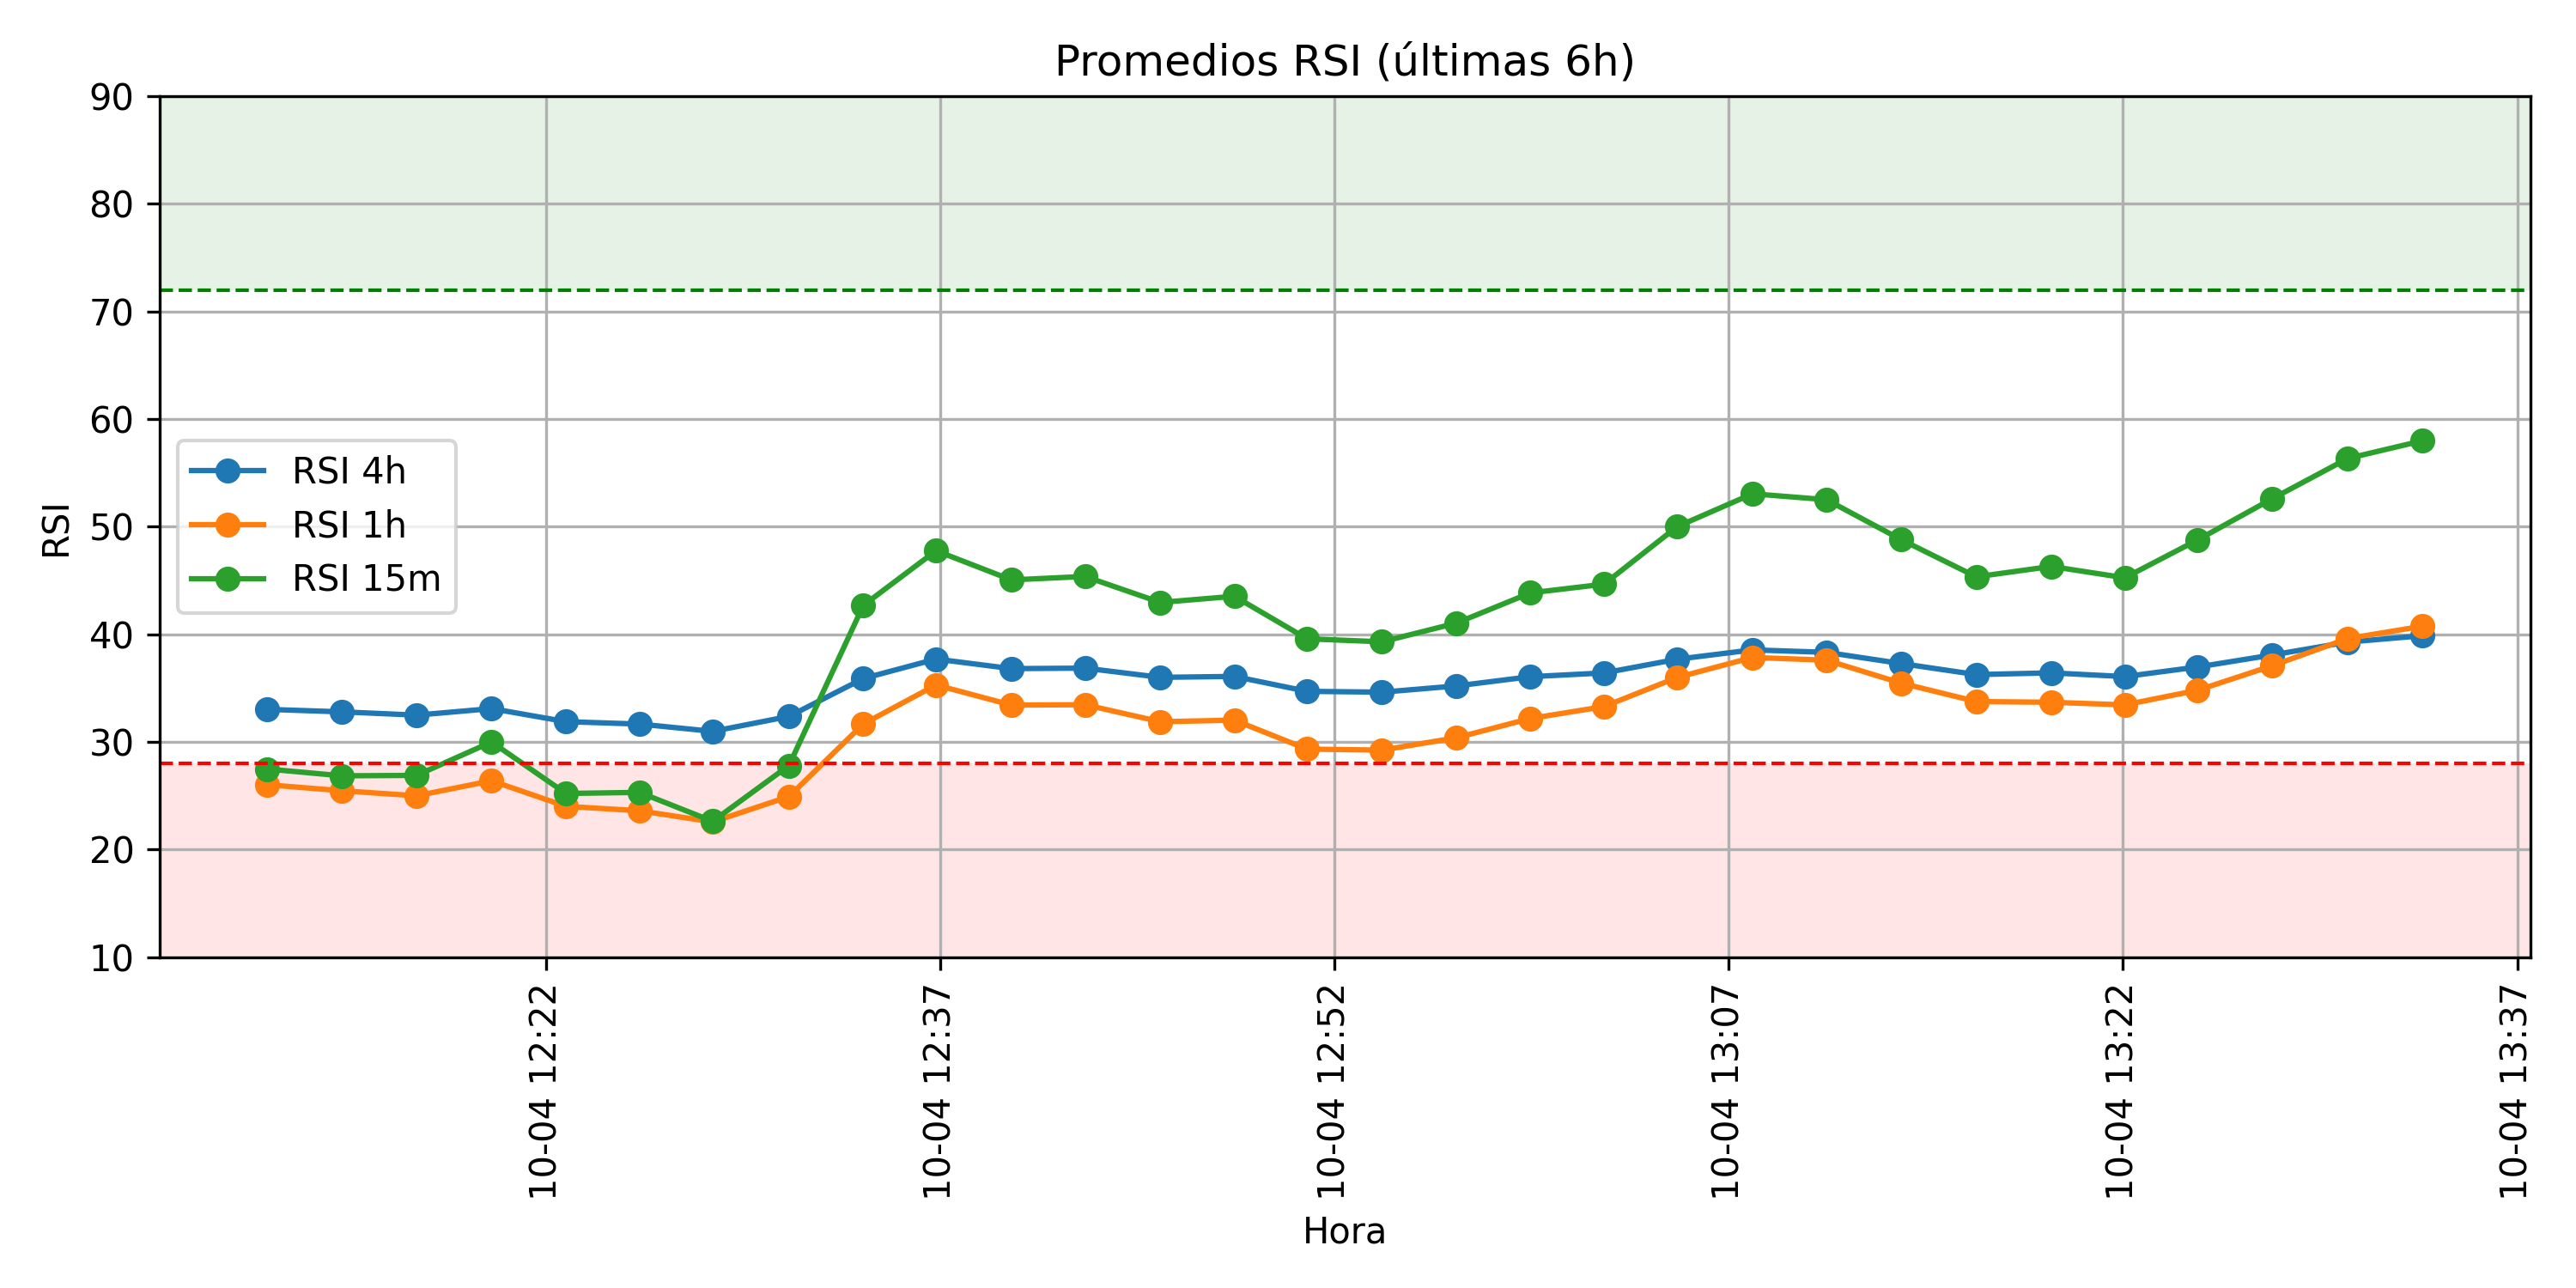 Promedios RSI (últimas 6h)
90
80
70
60
50
40
30
20
10
RSI
RSI 4h
RSI 1h
RSI 15m
10-04 12:22
10-04 12:37
10-04 12:52
10-04 13:07
10-04 13:22
10-04 13:37
Hora